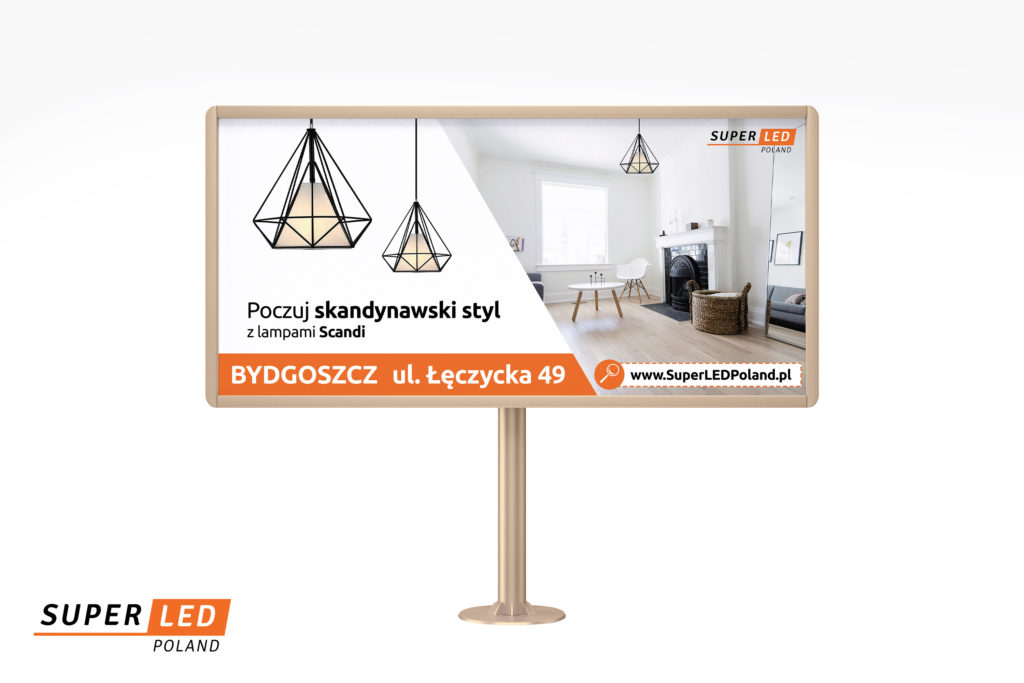 SUPER LED
POLAND
Poczuj skandynawski styl
z lampami Scandi
BYDGOSZCZ ul. Łęczycka 49
www.SuperLEDPoland.pl
SUPER LED
POLAND